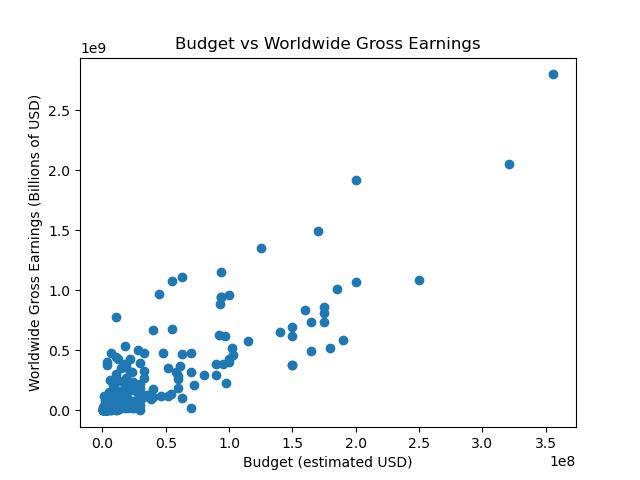 Budget vs Worldwide Gross Earnings
1e9
Worldwide Gross Earnings (Billions of USD)
2.5
2.0
1.5
1.0
0.5
0.0
0.0 0.5 1.0 1.5 2.0 2.5 3.0 3.5
1e8
Budget (estimated USD)